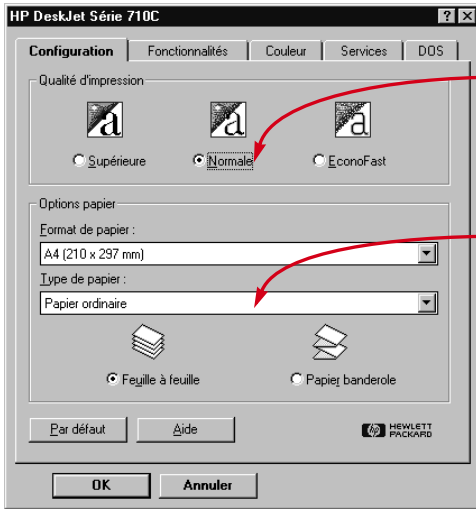 HP DeskJet Série 710C
Configuration Fonctionnalités Couleur Services DOS
Qualité d'impression
Supérieure Normale EconoFast
Options papier
Format de papier :
A4 (210 x 297 mm)
Type de papier :
Papier ordinaire
Feuille à feuille Papier banderole
Par défaut Aide hp HEWLETT
PACKARD
OK Annuler